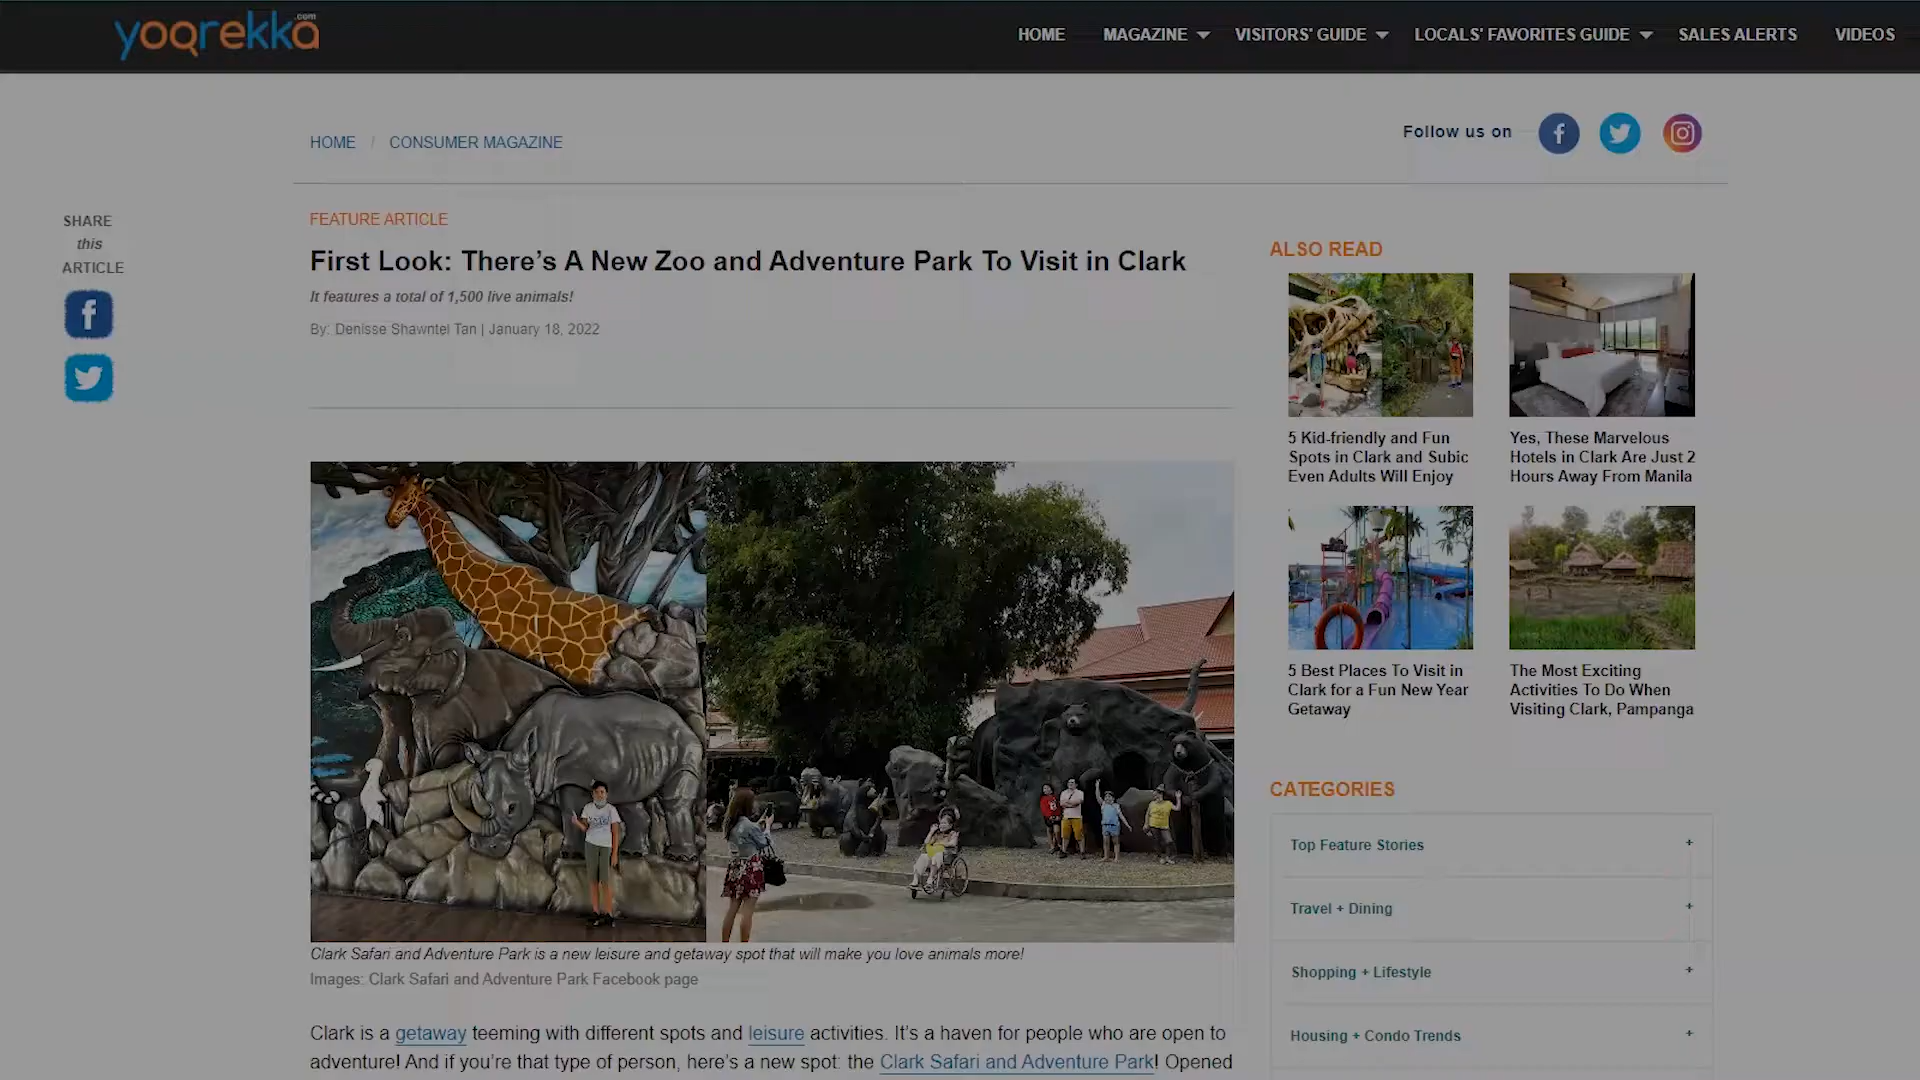 yoorekka.com
HOME
MAGAZINE
VISITORS' GUIDE
LOCALS' FAVORITES GUIDE
SALES ALERTS
VIDEOS
HOME / CONSUMER MAGAZINE
Follow us on
SHARE
this
ARTICLE
FEATURE ARTICLE
First Look: There’s A New Zoo and Adventure Park To Visit in Clark
It features a total of 1,500 live animals!
By: Denisse Shawntel Tan | January 18, 2022
Clark Safari and Adventure Park is a new leisure and getaway spot that will make you love animals more!
Images: Clark Safari and Adventure Park Facebook page
Clark is a getaway teeming with different spots and leisure activities. It’s a haven for people who are open to
adventure! And if you’re that type of person, here’s a new spot: the Clark Safari and Adventure Park! Opened
ALSO READ
5 Kid-friendly and Fun
Spots in Clark and Subic
Even Adults Will Enjoy
Yes, These Marvelous
Hotels in Clark Are Just 2
Hours Away From Manila
5 Best Places To Visit in
Clark for a Fun New Year
Getaway
The Most Exciting
Activities To Do When
Visiting Clark, Pampanga
CATEGORIES
Top Feature Stories +
Travel + Dining +
Shopping + Lifestyle +
Housing + Condo Trends +